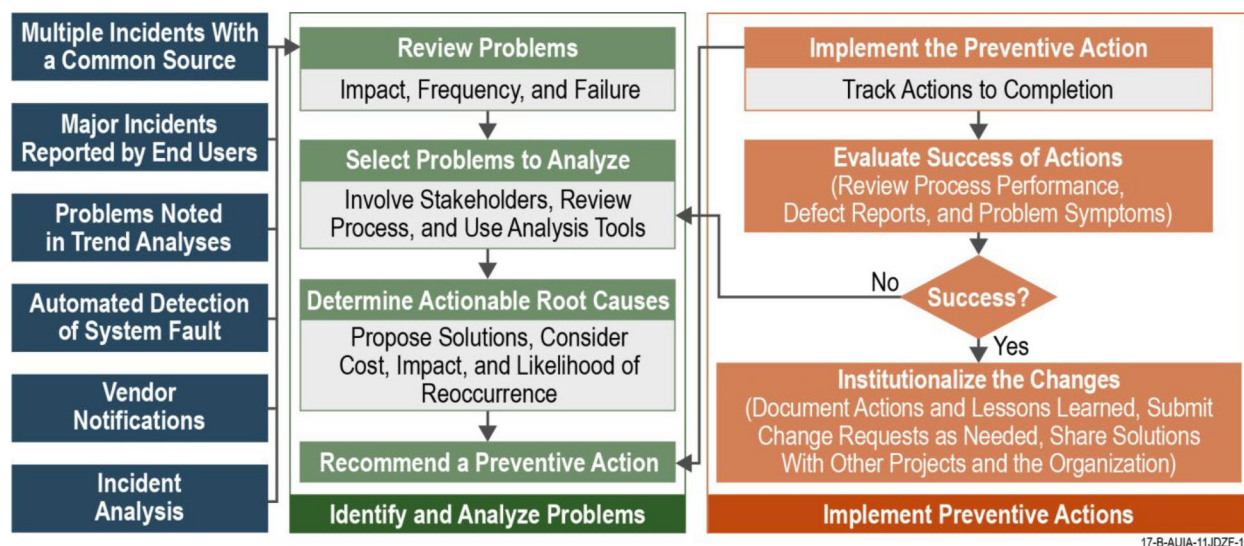 Multiple Incidents With
a Common Source
Major Incidents
Reported by End Users
Problems Noted
in Trend Analyses
Automated Detection
of System Fault
Vendor
Notifications
Incident
Analysis
Review Problems
Impact, Frequency, and Failure
Select Problems to Analyze
Involve Stakeholders, Review
Process, and Use Analysis Tools
Determine Actionable Root Causes
Propose Solutions, Consider
Cost, Impact, and Likelihood of
Reoccurrence
Recommend a Preventive Action
Identify and Analyze Problems
Implement the Preventive Action
Track Actions to Completion
Evaluate Success of Actions
(Review Process Performance,
Defect Reports, and Problem Symptoms)
No
Success?
Yes
Institutionalize the Changes
(Document Actions and Lessons Learned, Submit
Change Requests as Needed, Share Solutions
With Other Projects and the Organization)
Implement Preventive Actions
17-B-AUIA-11JDZF-1